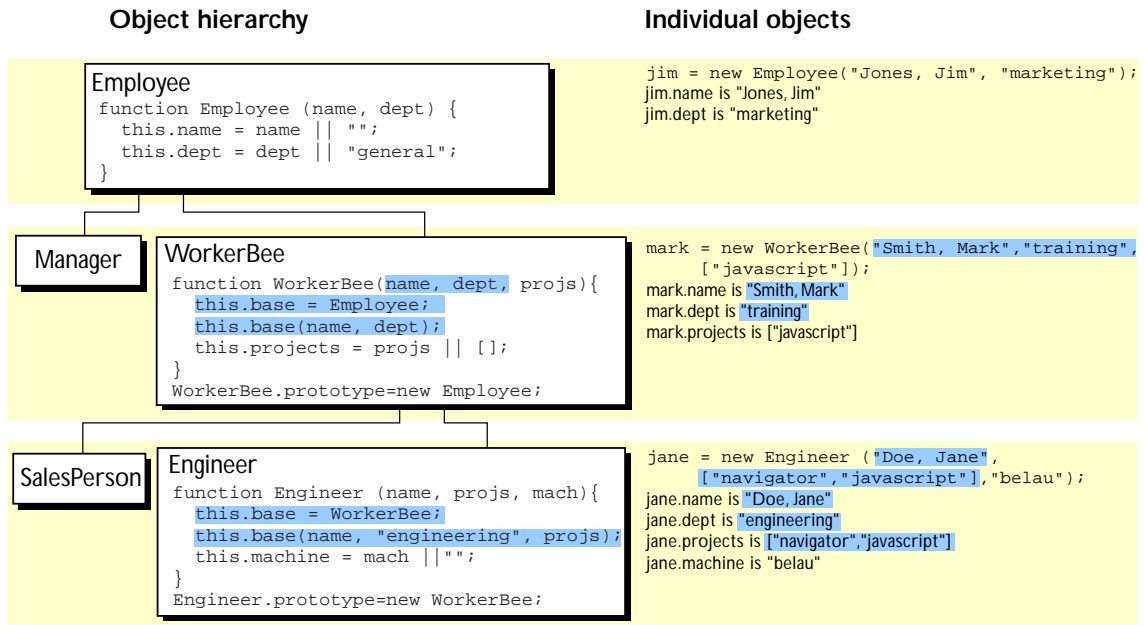 Object hierarchy
Individual objects
Employee
function Employee (name, dept) {
this.name = name || "";
this.dept = dept || "general";
}
jim = new Employee("Jones, Jim", "marketing");
jim.name is "Jones, Jim"
jim.dept is "marketing"
Manager
WorkerBee
function WorkerBee(name, dept, projs){
this.base = Employee;
this.base(name, dept);
this.projects = projs || [];
}
WorkerBee.prototype=new Employee;
mark = new WorkerBee("Smith, Mark","training",
["javascript"]);
mark.name is "Smith, Mark"
mark.dept is "training"
mark.projects is ["javascript"]
SalesPerson
Engineer
function Engineer (name, projs, mach){
this.base = WorkerBee;
this.base(name, "engineering", projs);
this.machine = mach ||"";
}
Engineer.prototype=new WorkerBee;
jane = new Engineer ("Doe, Jane",
["navigator","javascript"],"belau");
jane.name is "Doe, Jane"
jane.dept is "engineering"
jane.projects is ["navigator","javascript"]
jane.machine is "belau"